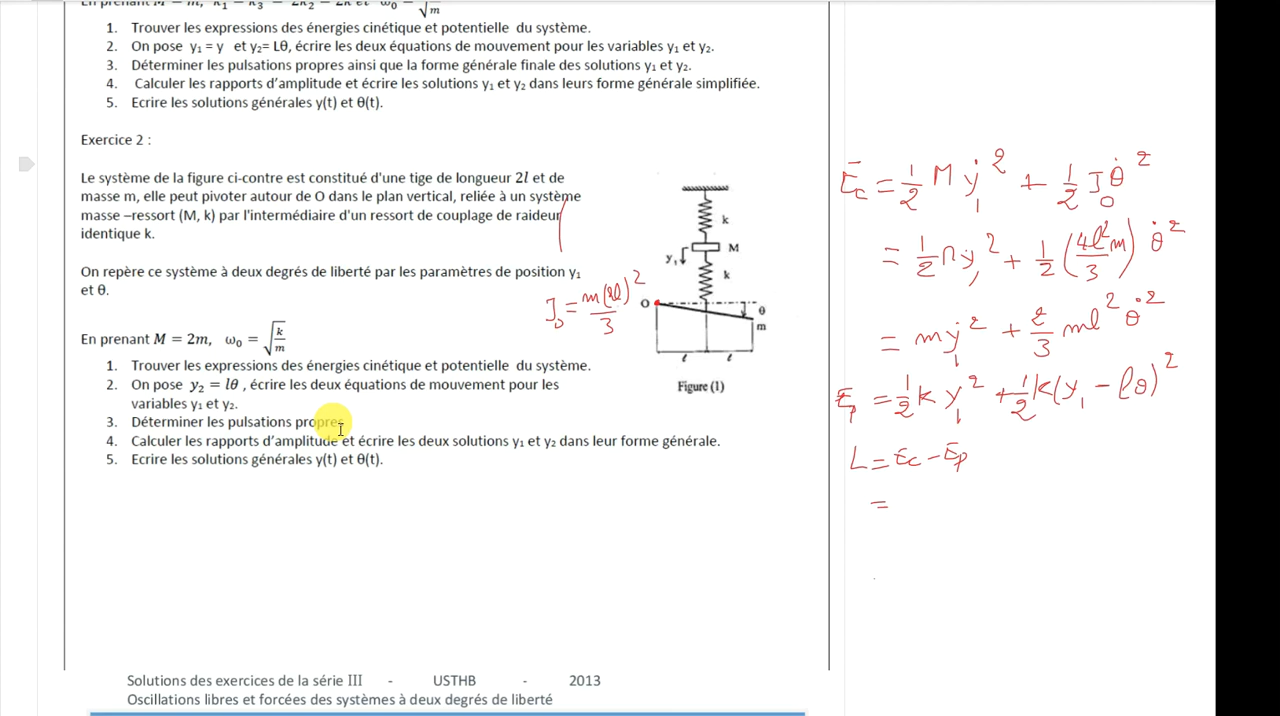 1. Trouver les expressions des énergies cinétique et potentielle du système.
2. On pose y₁ = y et y₂= Lθ, écrire les deux équations de mouvement pour les variables y₁ et y₂.
3. Déterminer les pulsations propres ainsi que la forme générale finale des solutions y₁ et y₂.
4. Calculer les rapports d’amplitude et écrire les solutions y₁ et y₂ dans leurs forme générale simplifiée.
5. Ecrire les solutions générales y(t) et θ(t).
Exercice 2 :
Le système de la figure ci-contre est constitué d'une tige de longueur 2l et de
masse m, elle peut pivoter autour de O dans le plan vertical, reliée à un système
masse –ressort (M, k) par l'intermédiaire d'un ressort de couplage de raideur
identique k.
On repère ce système à deux degrés de liberté par les paramètres de position y₁
et θ.
En prenant M = 2m, ω₀ = √(k/m)
1. Trouver les expressions des énergies cinétique et potentielle du système.
2. On pose y₂ = lθ , écrire les deux équations de mouvement pour les
variables y₁ et y₂.
3. Déterminer les pulsations propres
4. Calculer les rapports d’amplitude et écrire les deux solutions y₁ et y₂ dans leur forme générale.
5. Ecrire les solutions générales y(t) et θ(t).
k
M
y₁
k
O
θ
m
l l
Figure (1)
J₀ = m(2l)²/3
Ec = 1/2 M ẏ₁² + 1/2 J₀ θ̇²
= 1/2 M ẏ₁² + 1/2 (4l²m/3) θ̇²
= m ẏ₁² + 2/3 ml² θ̇²
Ep = 1/2 k y₁² + 1/2 k(y₁ – lθ)²
L = Ec – Ep
=
Solutions des exercices de la série III - USTHB - 2013
Oscillations libres et forcées des systèmes à deux degrés de liberté